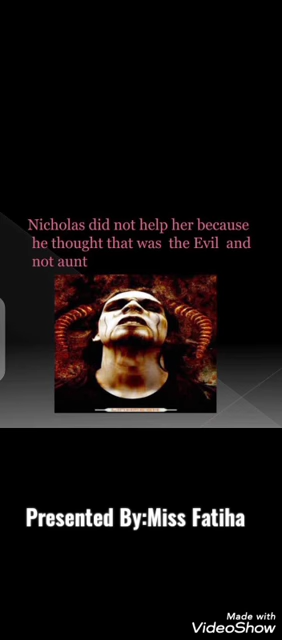 Nicholas did not help her because
he thought that was the Evil and
not aunt
Presented By:Miss Fatiha
Made with
VideoShow